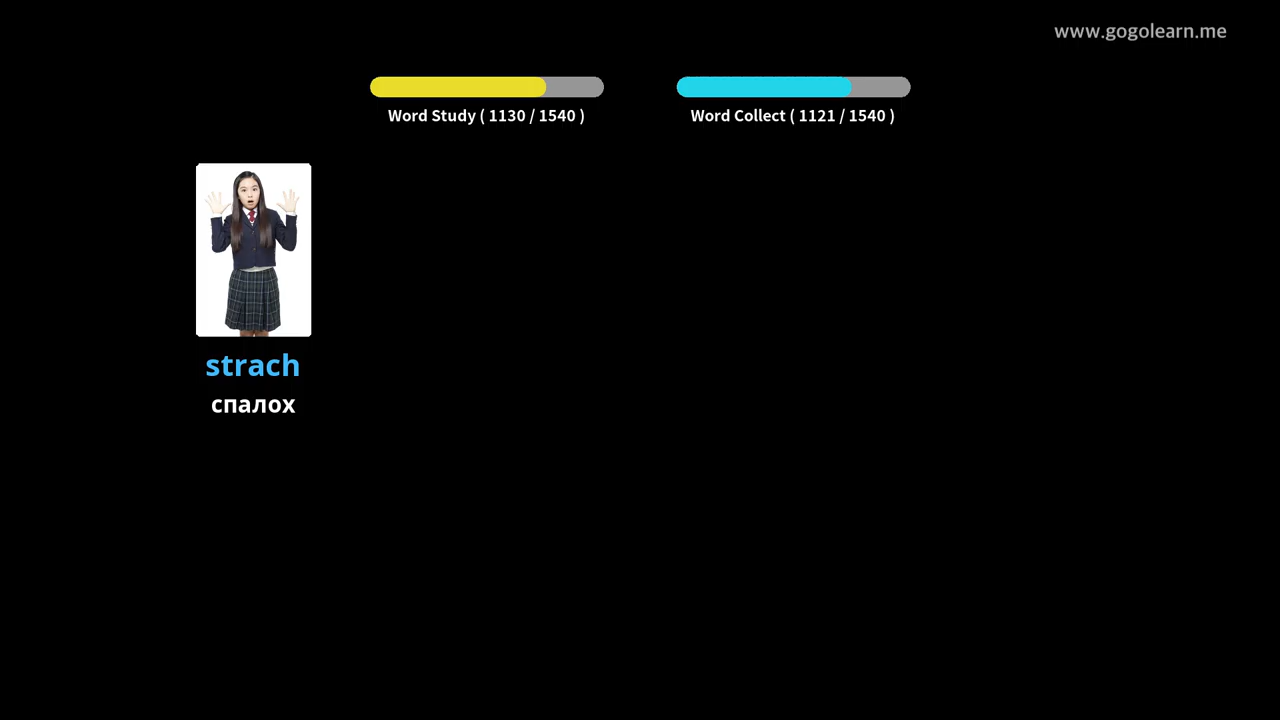 www.gogolearn.me
Word Study ( 1130 / 1540 )
Word Collect ( 1121 / 1540 )
strach
спалох